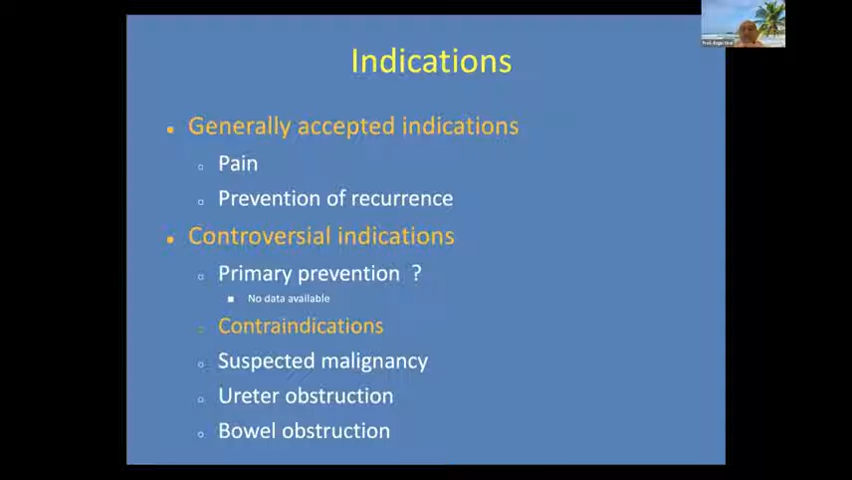 Indications
Generally accepted indications
Pain
Prevention of recurrence
Controversial indications
Primary prevention ?
No data available
Contraindications
Suspected malignancy
Ureter obstruction
Bowel obstruction